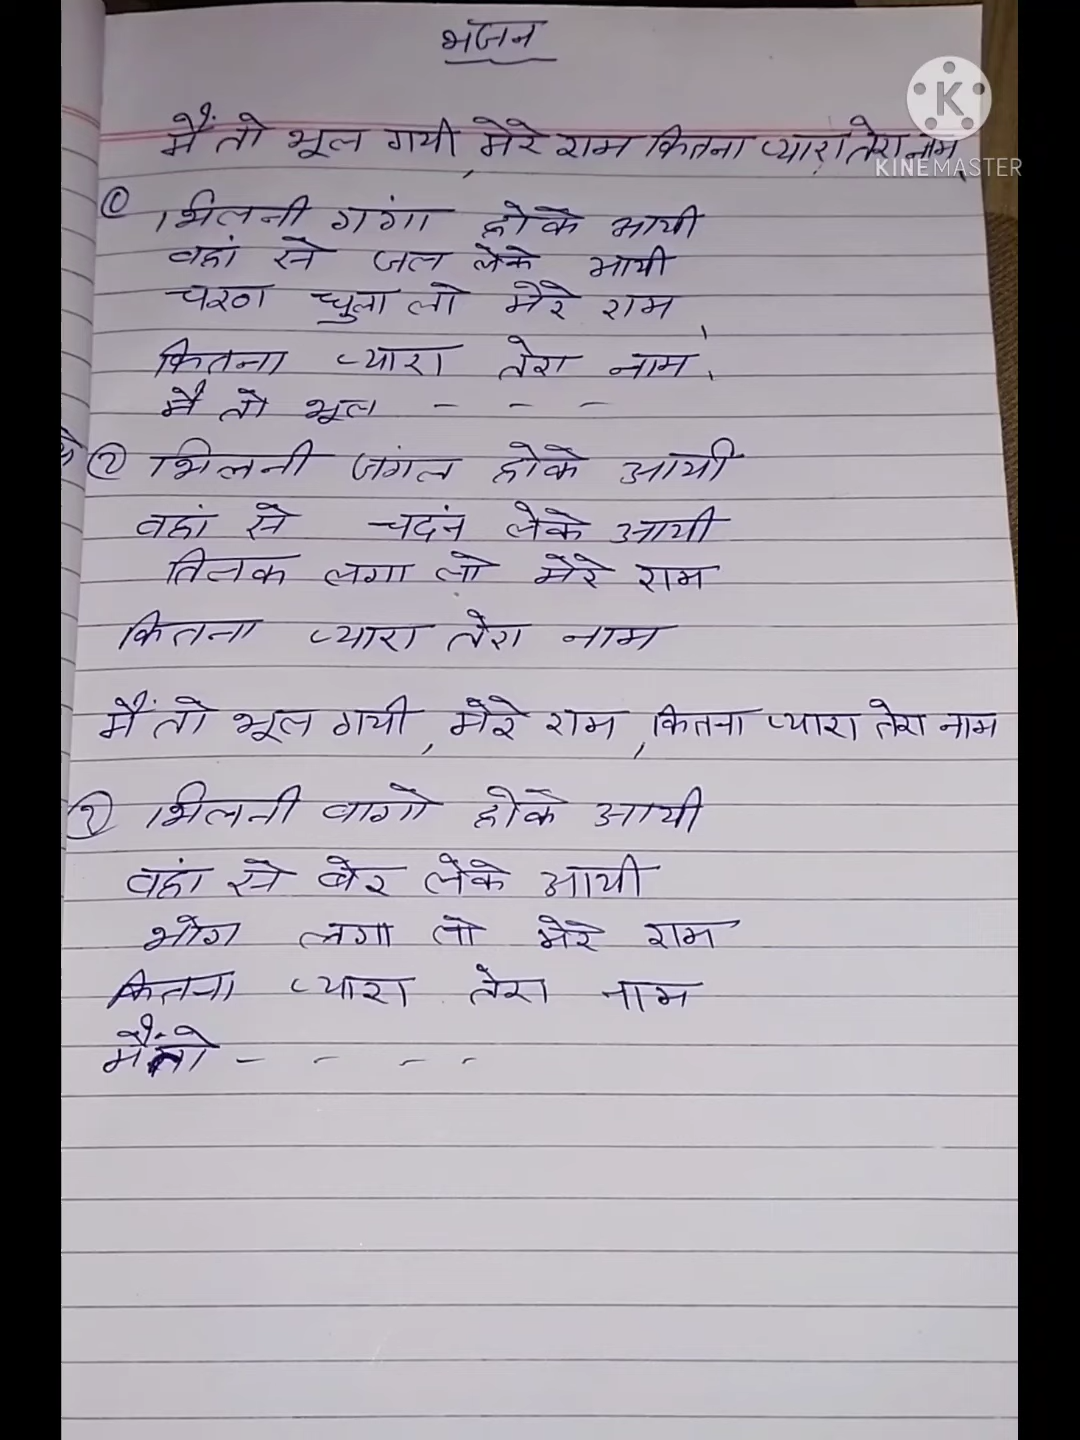 भजन
मैं तो भूल गयी, मेरे राम कितना प्यारा तेरा नाम,
K
KINEMASTER
① भिलनी गगां होके आयी
वहां से जल लेके आयी
चरण धुला लो मेरे राम,
कितना प्यारा तेरा नाम।
मै तो भूल - - -
② भिलनी जंगल होके आयी
वहां से चदंन लेके आयी
तिलक लगा लो मेरे राम
कितना प्यारा तेरा नाम
मैं तो भूल गयी, मेरे राम, कितना प्यारा तेरा नाम
③ भिलनी बागो होके आयी
वहां से बेर लेके आयी
भोग लगा लो मेरे राम
कितना प्यारा तेरा नाम
मैं तो - - - -